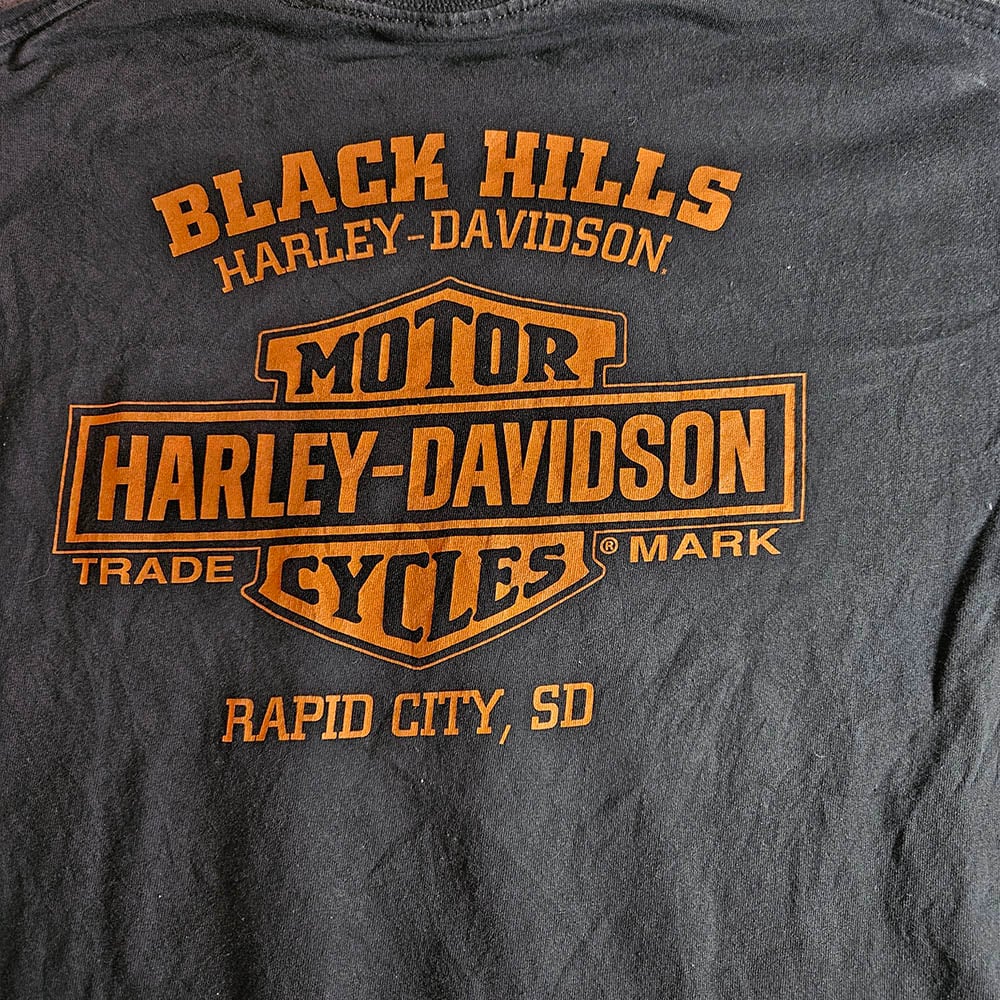 BLACK HILLS
HARLEY-DAVIDSON®
MOTOR
HARLEY-DAVIDSON
TRADE CYCLES ® MARK
RAPID CITY, SD